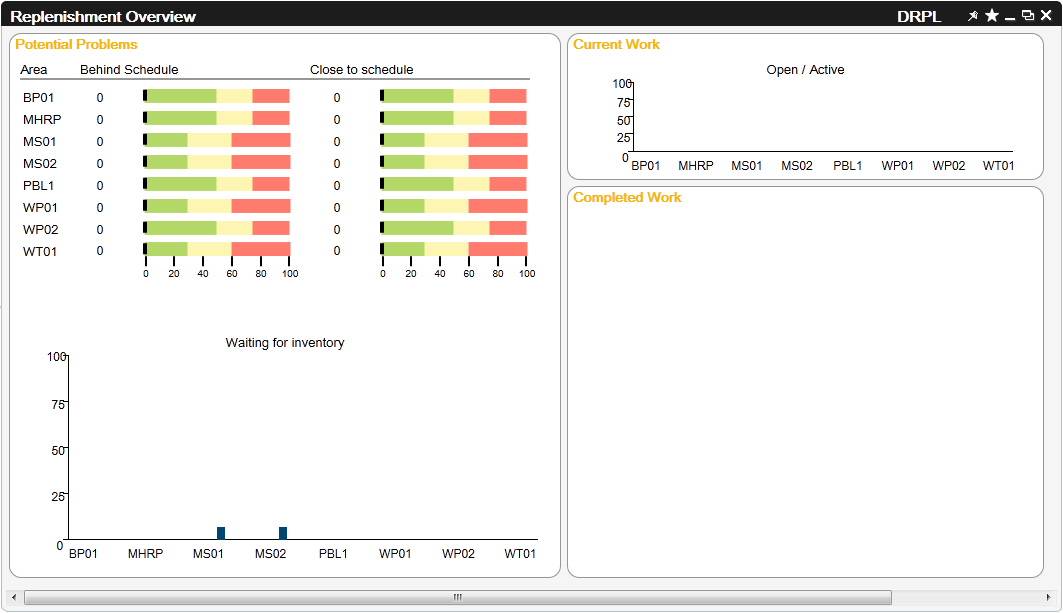 Replenishment Overview DRPL
Potential Problems
Area Behind Schedule Close to schedule
BP01 0 0
MHRP 0 0
MS01 0 0
MS02 0 0
PBL1 0 0
WP01 0 0
WP02 0 0
WT01 0 0
0 20 40 60 80 100 0 20 40 60 80 100
Waiting for inventory
100
75
50
25
0
BP01 MHRP MS01 MS02 PBL1 WP01 WP02 WT01
Current Work
Open / Active
100
75
50
25
0
BP01 MHRP MS01 MS02 PBL1 WP01 WP02 WT01
Completed Work